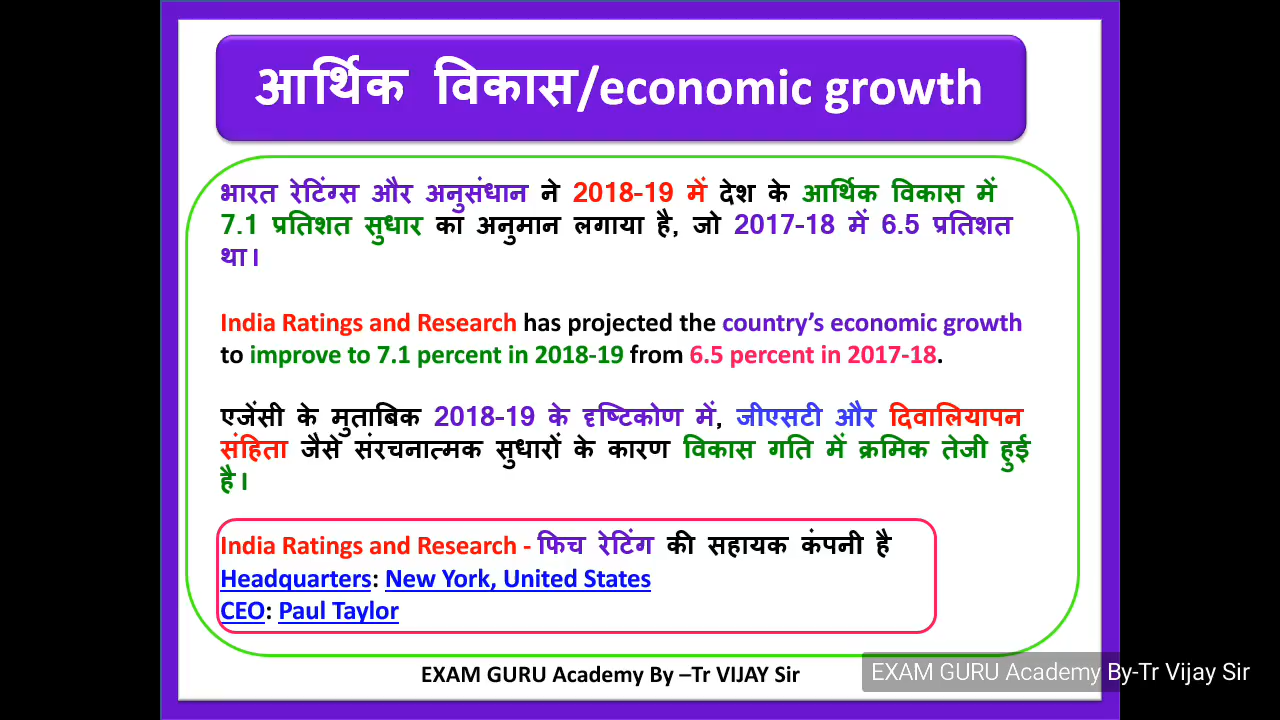 आर्थिक विकास/economic growth
भारत रेटिंग्स और अनुसंधान ने 2018-19 में देश के आर्थिक विकास में
7.1 प्रतिशत सुधार का अनुमान लगाया है, जो 2017-18 में 6.5 प्रतिशत
था।
India Ratings and Research has projected the country’s economic growth
to improve to 7.1 percent in 2018-19 from 6.5 percent in 2017-18.
एजेंसी के मुताबिक 2018-19 के दृष्टिकोण में, जीएसटी और दिवालियापन
संहिता जैसे संरचनात्मक सुधारों के कारण विकास गति में क्रमिक तेजी हुई
है।
India Ratings and Research - फिच रेटिंग की सहायक कंपनी है
Headquarters: New York, United States
CEO: Paul Taylor
EXAM GURU Academy By –Tr VIJAY Sir
EXAM GURU Academy By-Tr Vijay Sir